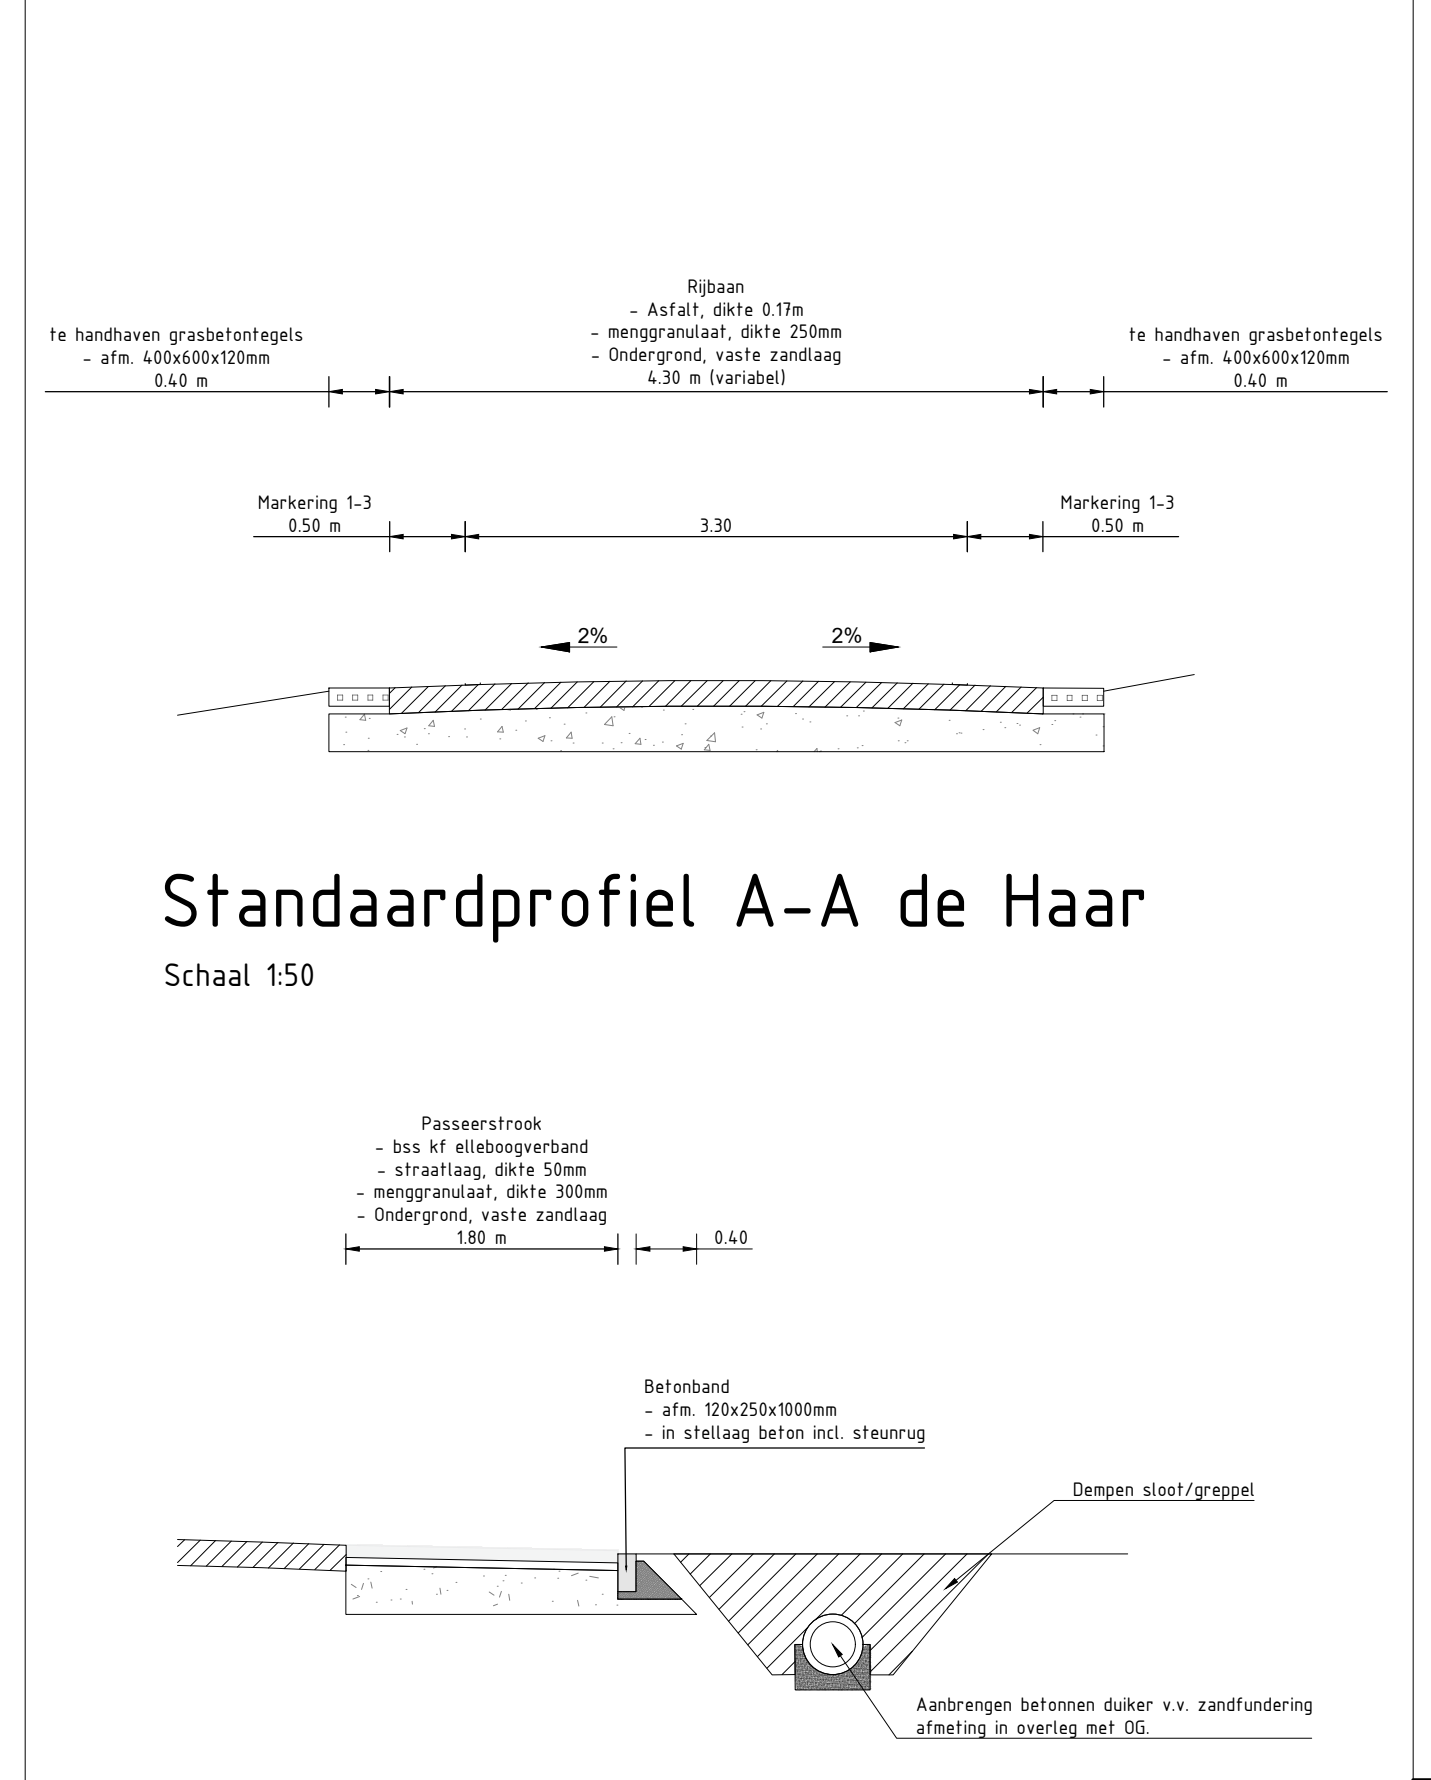 Rijbaan
- Asfalt, dikte 0.17m
- menggranulaat, dikte 250mm
- Ondergrond, vaste zandlaag
4.30 m (variabel)
te handhaven grasbetontegels
- afm. 400x600x120mm
0.40 m
te handhaven grasbetontegels
- afm. 400x600x120mm
0.40 m
Markering 1-3
0.50 m
3.30
Markering 1-3
0.50 m
2%
2%
Standaardprofiel A-A de Haar
Schaal 1:50
Passeerstrook
- bss kf elleboogverband
- straatlaag, dikte 50mm
- menggranulaat, dikte 300mm
- Ondergrond, vaste zandlaag
1.80 m
0.40
Betonband
- afm. 120x250x1000mm
- in stellaag beton incl. steunrug
Dempen sloot/greppel
Aanbrengen betonnen duiker v.v. zandfundering
afmeting in overleg met OG.